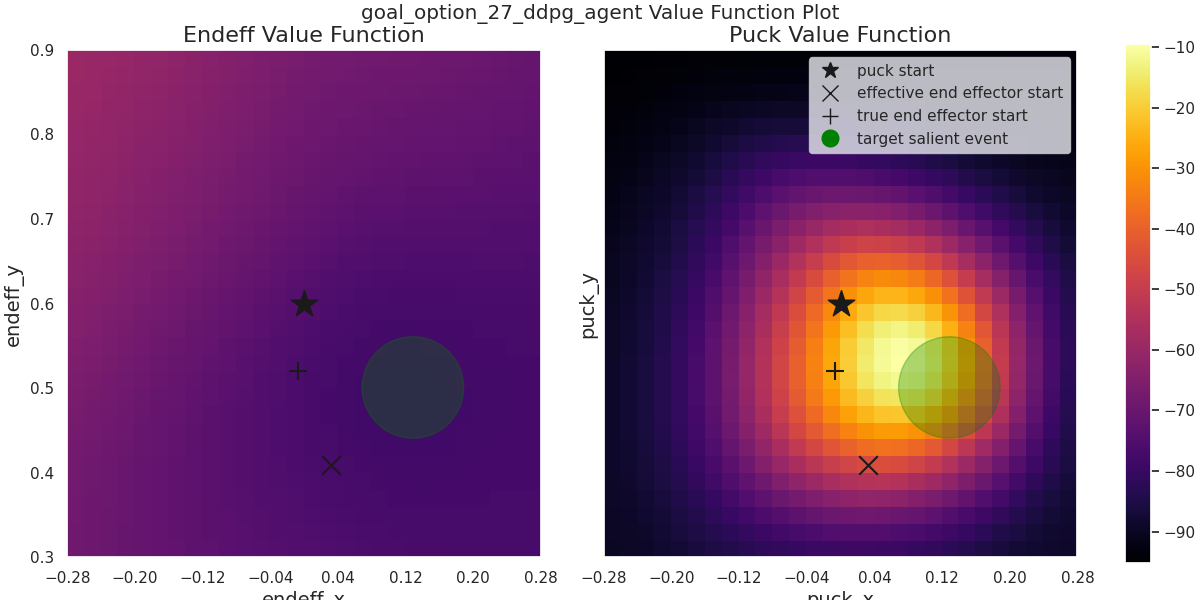 goal_option_27_ddpg_agent Value Function Plot
Endeff Value Function
Puck Value Function
0.9
0.8
0.7
0.6
0.5
0.4
0.3
endeff_y
−0.28 −0.20 −0.12 −0.04 0.04 0.12 0.20 0.28
endeff_x
puck_y
puck start
effective end effector start
true end effector start
target salient event
−0.28 −0.20 −0.12 −0.04 0.04 0.12 0.20 0.28
puck_x
−10
−20
−30
−40
−50
−60
−70
−80
−90